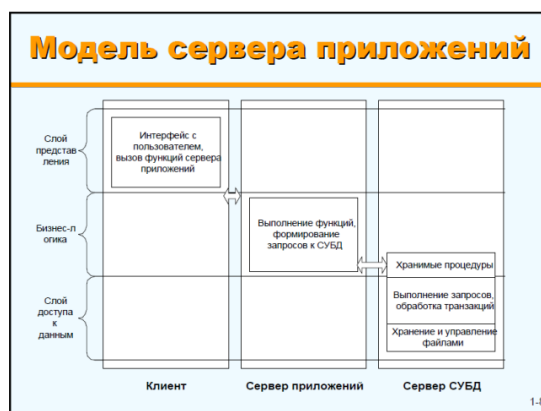 Модель сервера приложений
Слой
представ
ления
Интерфейс с
пользователем,
вызов функций сервера
приложений
Бизнес-л
огика
Выполнение функций,
формирование
запросов к СУБД
Хранимые процедуры
Слой
доступа
к
данным
Выполнение запросов,
обработка транзакций
Хранение и управление
файлами
Клиент
Сервер приложений
Сервер СУБД